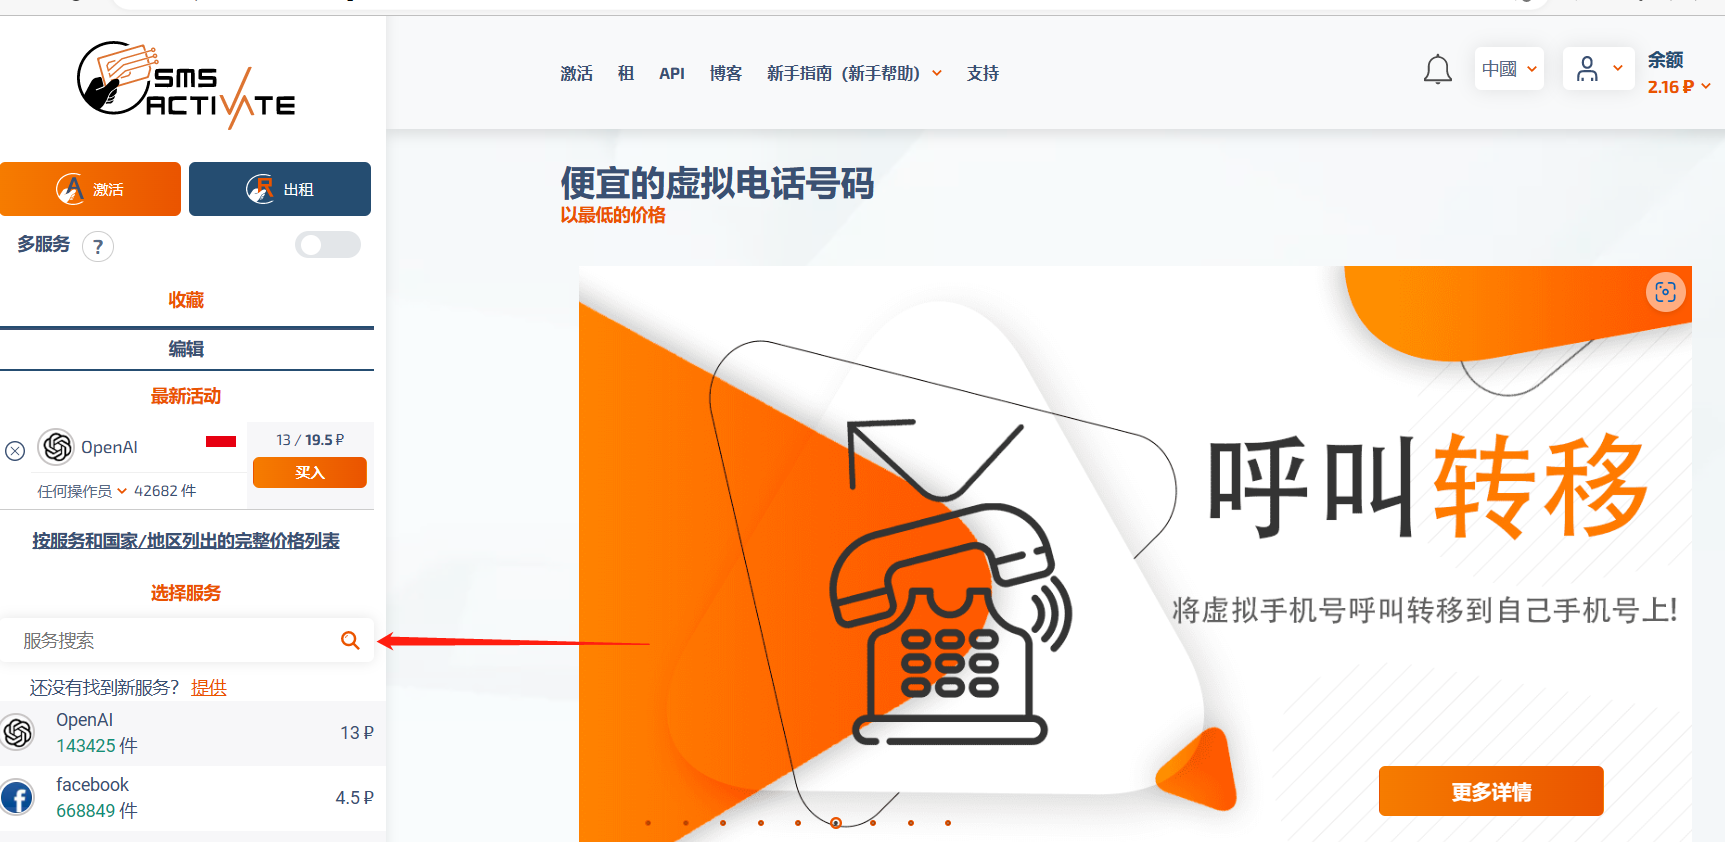 SMS
ACTIVATE
激活
租
API
博客
新手指南（新手帮助）
支持
中國
余额
2.16 ₽
激活
出租
多服务
?
收藏
编辑
最新活动
OpenAI
13 / 19.5 ₽
买入
任何操作员
42682 件
按服务和国家/地区列出的完整价格列表
选择服务
服务搜索
还没有找到新服务？ 提供
OpenAI
143425 件
13 ₽
facebook
668849 件
4.5 ₽
便宜的虚拟电话号码
以最低的价格
呼叫转移
将虚拟手机号呼叫转移到自己手机号上!
更多详情